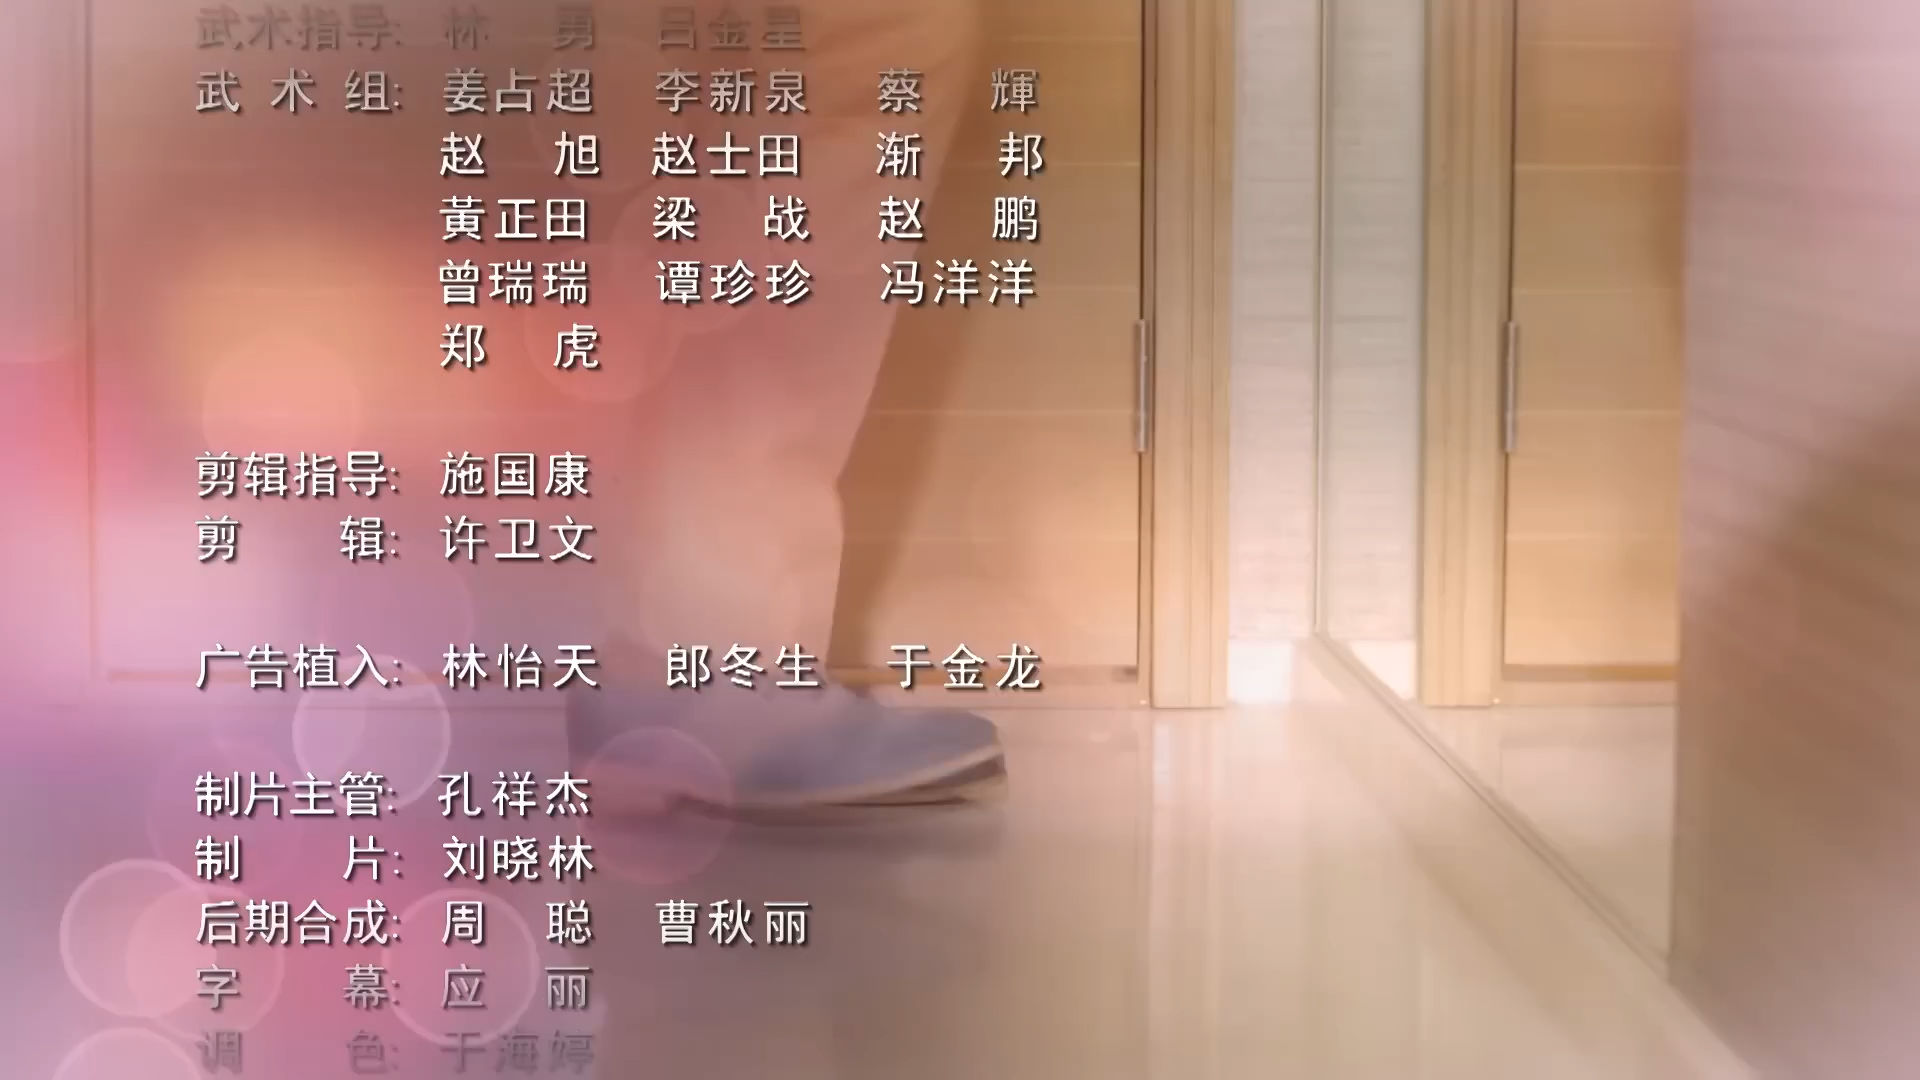 武术指导: 林勇 吕金星
武术组: 姜占超 李新泉 蔡輝
赵旭 赵士田 渐邦
黄正田 梁战 赵鹏
曾瑞瑞 谭珍珍 冯洋洋
郑虎
剪辑指导: 施国康
剪辑: 许卫文
广告植入: 林怡天 郎冬生 于金龙
制片主管: 孔祥杰
制片: 刘晓林
后期合成: 周聪 曹秋丽
字幕: 应丽
调色: 于海婷